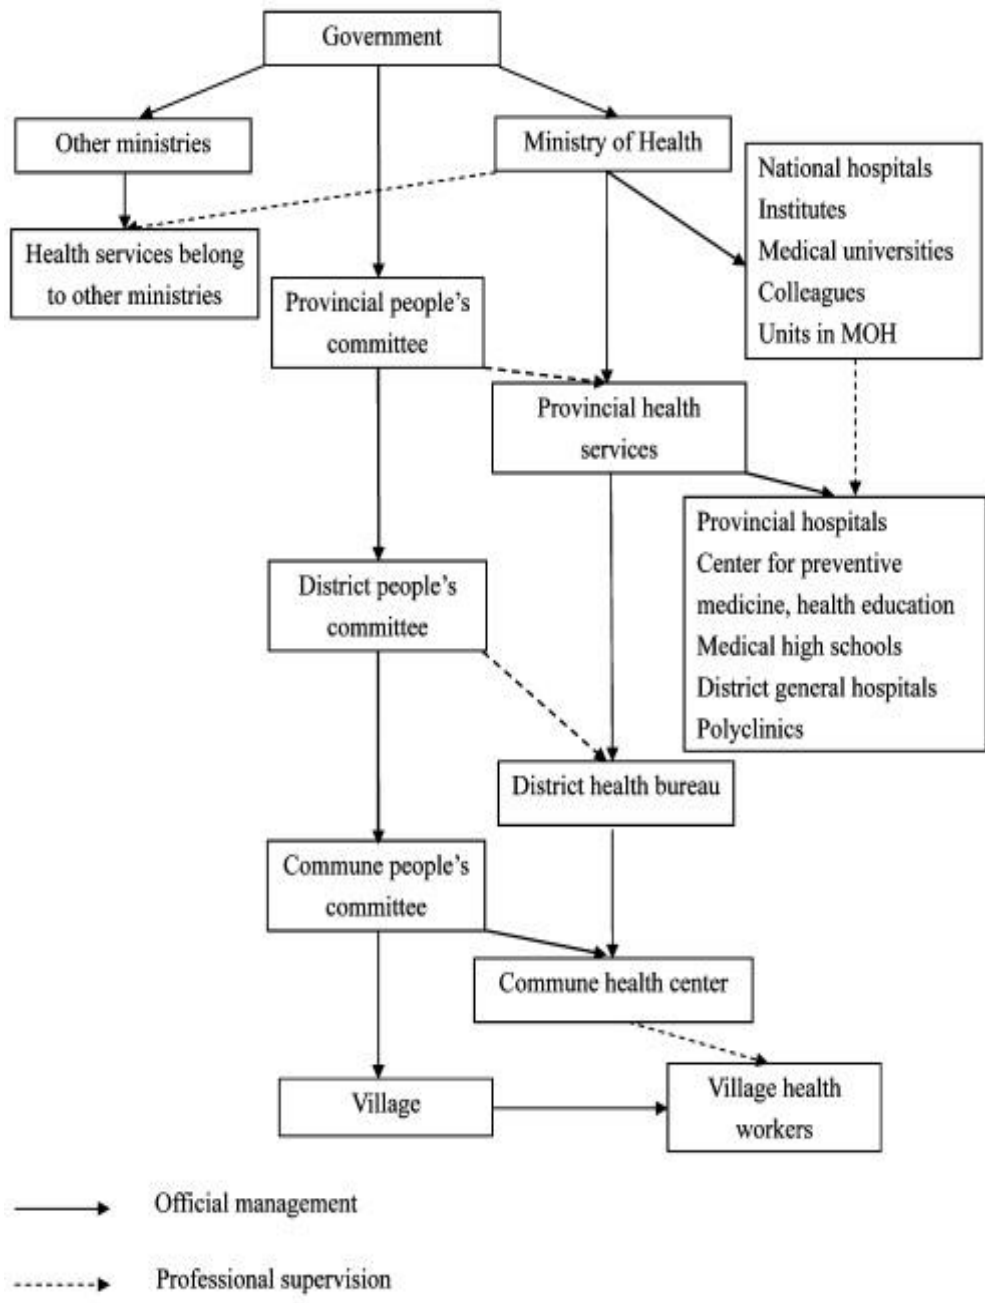 Government
Other ministries
Ministry of Health
National hospitals
Institutes
Medical universities
Colleagues
Units in MOH
Health services belong
to other ministries
Provincial people's
committee
Provincial health
services
Provincial hospitals
Center for preventive
medicine, health education
Medical high schools
District general hospitals
Polyclinics
District people's
committee
District health bureau
Commune people's
committee
Commune health center
Village
Village health
workers
Official management
Professional supervision